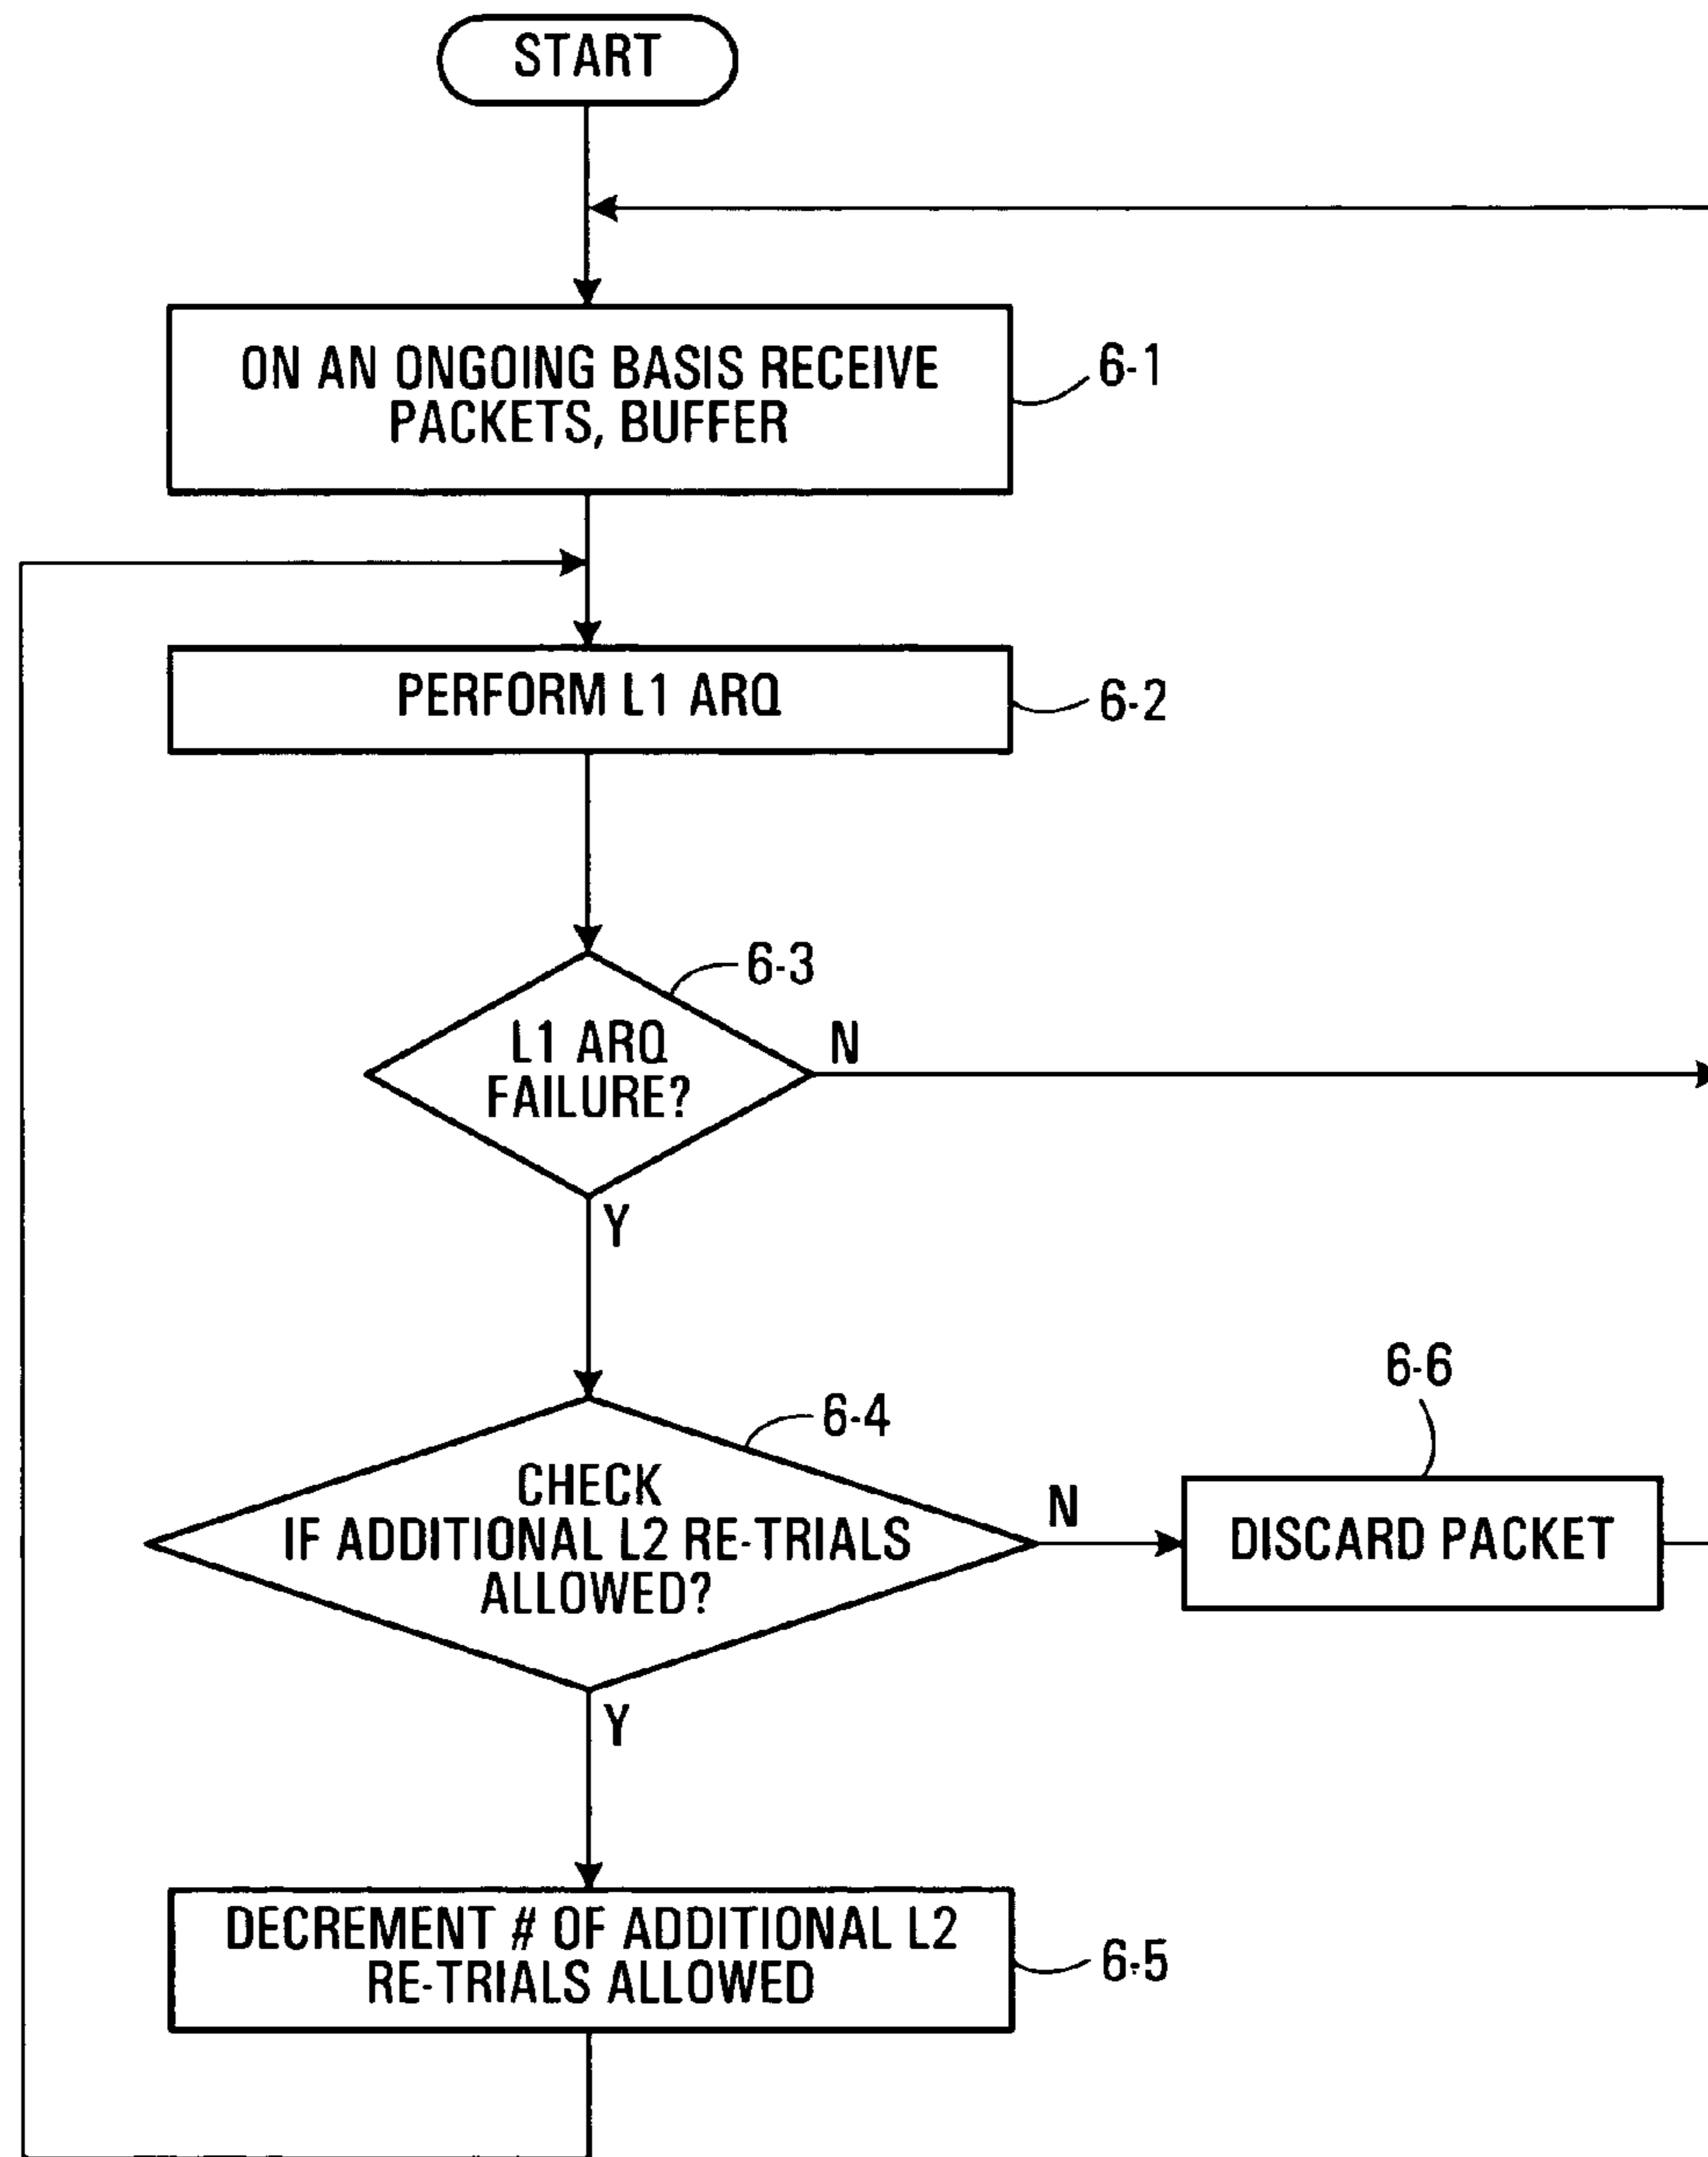 START
ON AN ONGOING BASIS RECEIVE
PACKETS, BUFFER
6-1
PERFORM L1 ARQ
6-2
6-3
L1 ARQ
FAILURE?
N
Y
6-6
6-4
CHECK
IF ADDITIONAL L2 RE-TRIALS
ALLOWED?
N
DISCARD PACKET
Y
DECREMENT # OF ADDITIONAL L2
RE-TRIALS ALLOWED
6-5